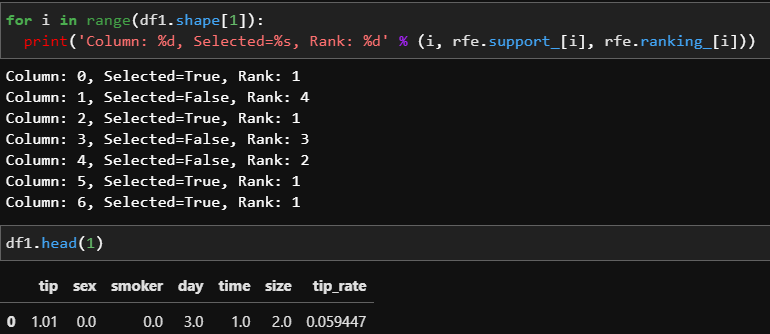 for i in range(df1.shape[1]):
  print('Column: %d, Selected=%s, Rank: %d' % (i, rfe.support_[i], rfe.ranking_[i]))
Column: 0, Selected=True, Rank: 1
Column: 1, Selected=False, Rank: 4
Column: 2, Selected=True, Rank: 1
Column: 3, Selected=False, Rank: 3
Column: 4, Selected=False, Rank: 2
Column: 5, Selected=True, Rank: 1
Column: 6, Selected=True, Rank: 1
df1.head(1)
tip sex smoker day time size tip_rate
0 1.01 0.0 0.0 3.0 1.0 2.0 0.059447